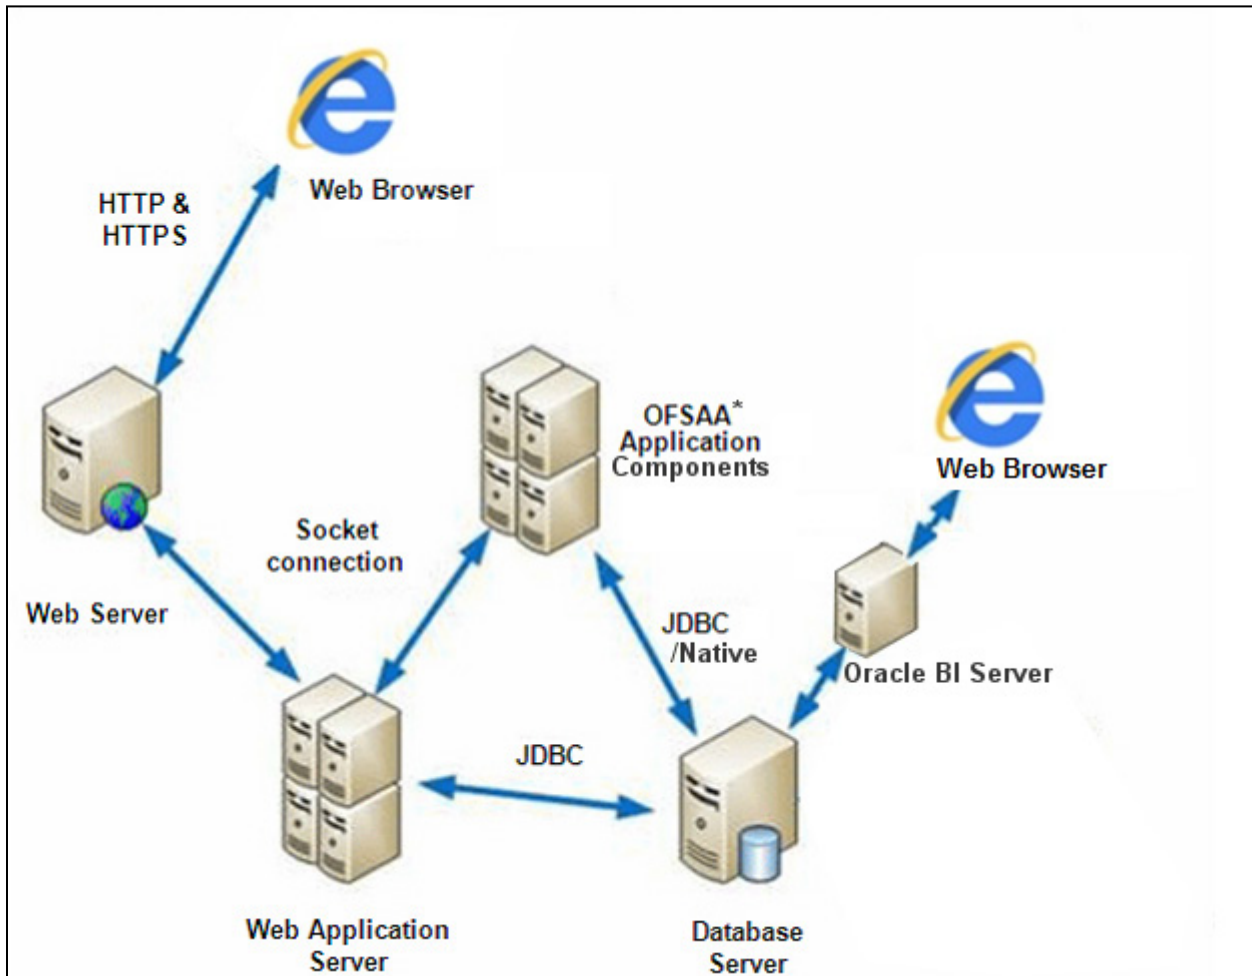 Web Browser
HTTP &
HTTPS
OFSAA*
Application
Components
Web Browser
Socket
connection
Web Server
JDBC
/Native
Oracle BI Server
JDBC
Web Application
Server
Database
Server